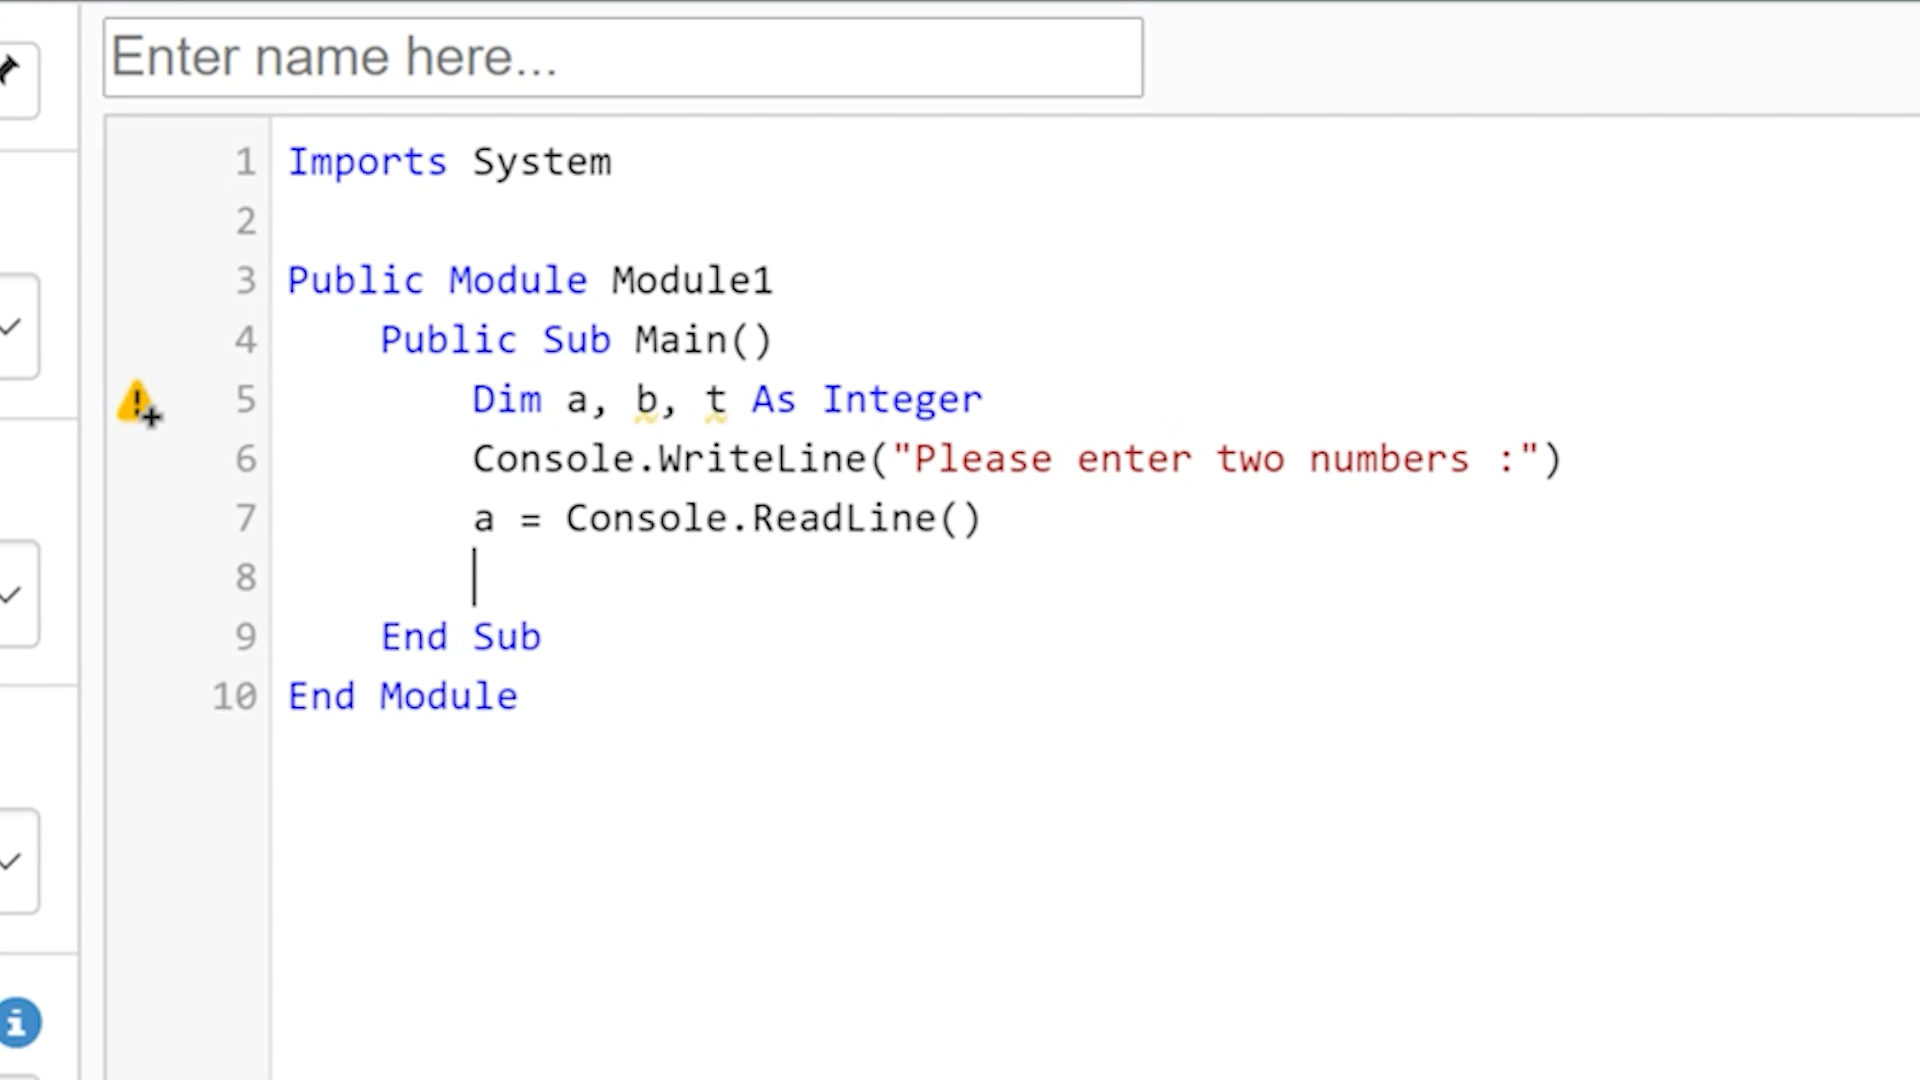 Enter name here...
1 Imports System
2
3 Public Module Module1
4 Public Sub Main()
5 Dim a, b, t As Integer
6 Console.WriteLine("Please enter two numbers :")
7 a = Console.ReadLine()
8
9 End Sub
10 End Module